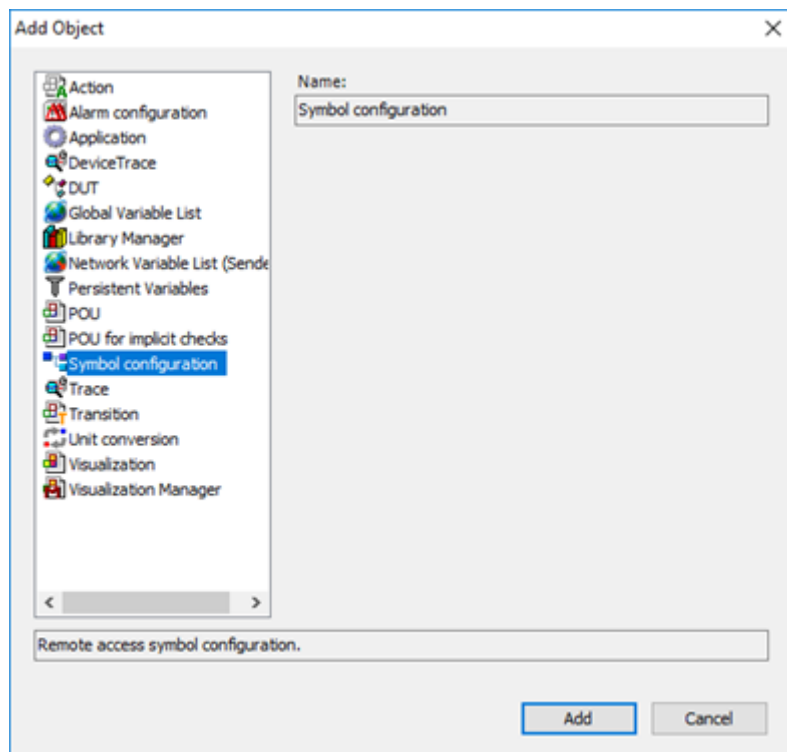 Add Object
Action
Alarm configuration
Application
DeviceTrace
DUT
Global Variable List
Library Manager
Network Variable List (Sende
Persistent Variables
POU
POU for implicit checks
Symbol configuration
Trace
Transition
Unit conversion
Visualization
Visualization Manager
Name:
Symbol configuration
Remote access symbol configuration.
Add
Cancel